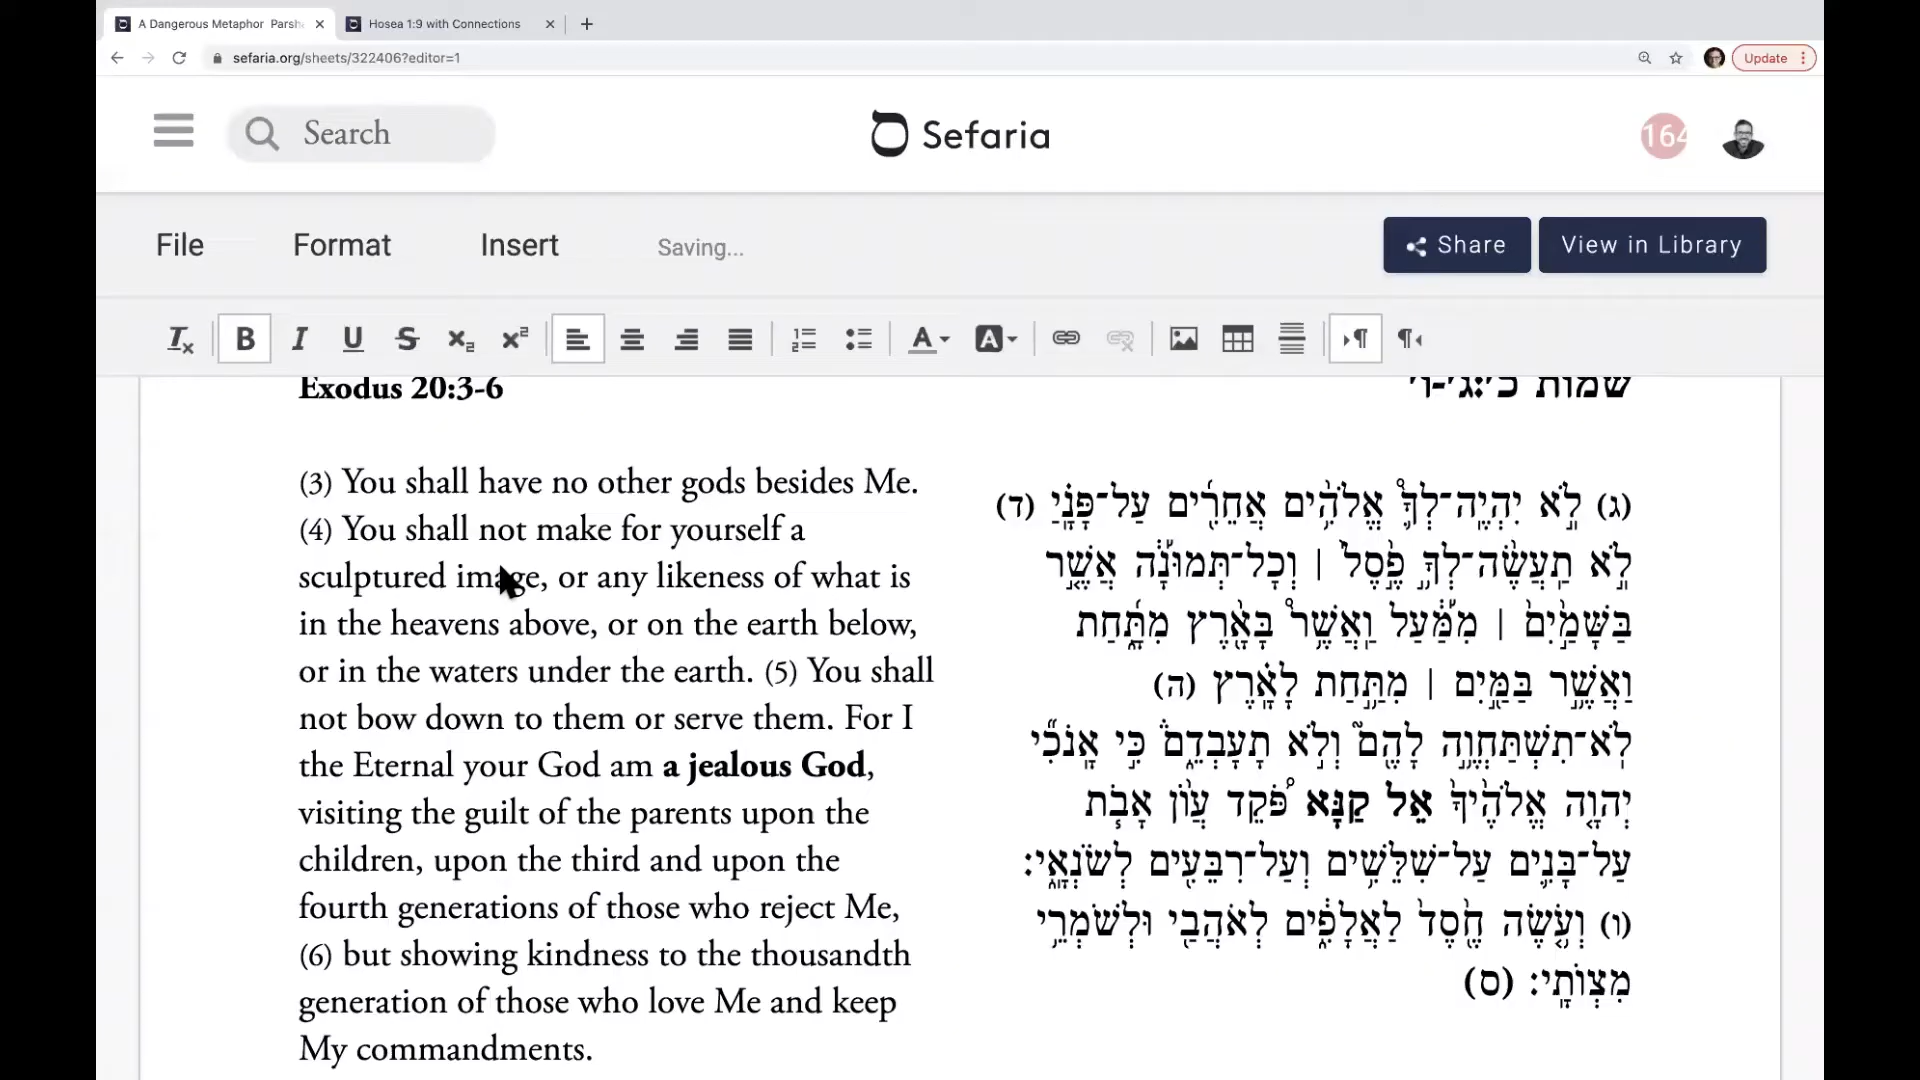 A Dangerous Metaphor Parsh
Hosea 1:9 with Connections
sefaria.org/sheets/322406?editor=1
Update
Search
Sefaria
164
File
Format
Insert
Saving...
Share
View in Library
Exodus 20:3-6
(3) You shall have no other gods besides Me.
(4) You shall not make for yourself a
sculptured image, or any likeness of what is
in the heavens above, or on the earth below,
or in the waters under the earth. (5) You shall
not bow down to them or serve them. For I
the Eternal your God am a jealous God,
visiting the guilt of the parents upon the
children, upon the third and upon the
fourth generations of those who reject Me,
(6) but showing kindness to the thousandth
generation of those who love Me and keep
My commandments.
שמות כ׳:ג׳-ו׳
(ג) לֹ֣א יִהְיֶֽה־לְךָ֛֩ אֱלֹהִ֥֨ים אֲחֵרִ֖֜ים עַל־פָּנָֽ֗יַ (ד)
לֹ֣א תַֽעֲשֶׂ֨ה־לְךָ֥֣ פֶ֣֙סֶל֙ ׀ וְכׇל־תְּמוּנָ֔֡ה אֲשֶׁ֤֣ר
בַּשָּׁמַ֣֙יִם֙ ׀ מִמַּ֔֡עַל וַֽאֲשֶׁ֥ר֩ בָּאָ֖֨רֶץ מִתַּ֑֜חַת
וַאֲשֶׁ֥ר בַּמַּ֖֣יִם ׀ מִתַּ֥֣חַת לָאָֽ֗רֶץ (ה)
לֹֽא־תִשְׁתַּחֲוֶ֥֣ה לָהֶ֖ם֮ וְלֹ֣א תׇעׇבְדֵ֑ם֒ כִּ֣י אָֽנֹכִ֞י
יְהֹוָ֤ה אֱלֹהֶ֙יךָ֙ אֵ֣ל קַנָּ֔א פֹּ֠קֵד עֲוֺ֨ן אָבֹ֧ת
עַל־בָּנִ֛ים עַל־שִׁלֵּשִׁ֥ים וְעַל־רִבֵּעִ֖ים לְשֹׂנְאָֽ֑י׃
(ו) וְעֹ֥֤שֶׂה חֶ֖֙סֶד֙ לַאֲלָפִ֑֔ים לְאֹהֲבַ֖י וּלְשֹׁמְרֵ֥י
מִצְוֺתָֽי׃ (ס)